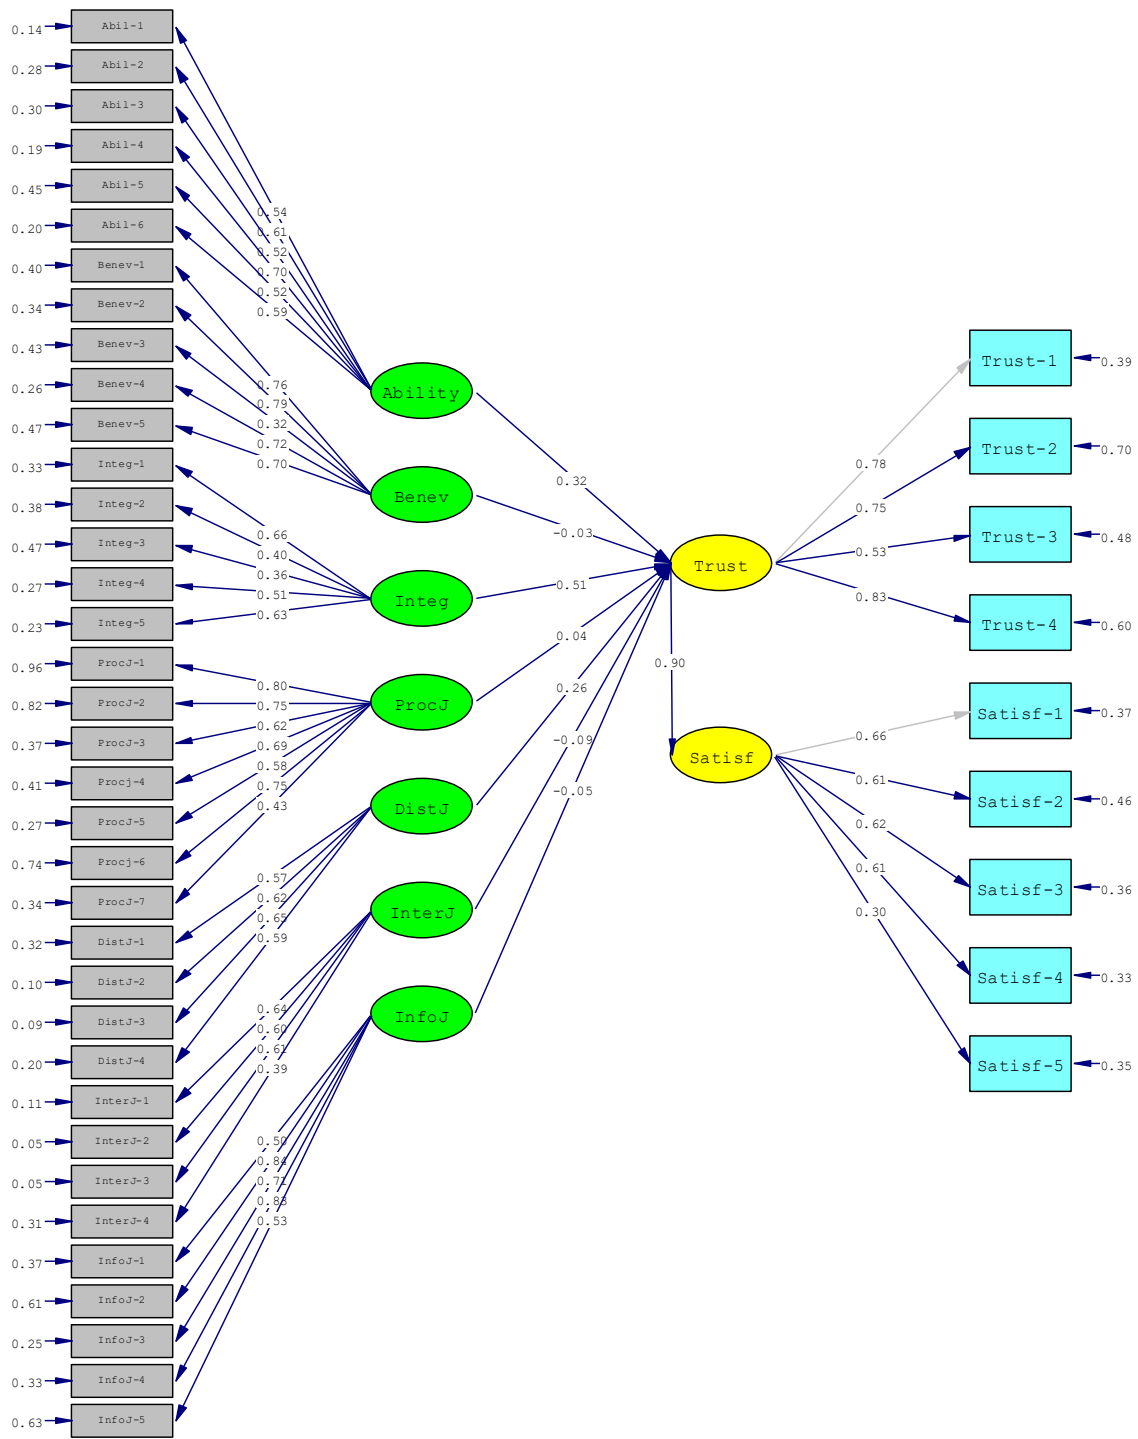 0.14 Abil-1
0.28 Abil-2
0.30 Abil-3
0.19 Abil-4
0.45 Abil-5
0.20 Abil-6
0.40 Benev-1
0.34 Benev-2
0.43 Benev-3
0.26 Benev-4
0.47 Benev-5
0.33 Integ-1
0.38 Integ-2
0.47 Integ-3
0.27 Integ-4
0.23 Integ-5
0.96 ProcJ-1
0.82 ProcJ-2
0.37 ProcJ-3
0.41 Procj-4
0.27 ProcJ-5
0.74 Procj-6
0.34 ProcJ-7
0.32 DistJ-1
0.10 DistJ-2
0.09 DistJ-3
0.20 DistJ-4
0.11 InterJ-1
0.05 InterJ-2
0.05 InterJ-3
0.31 InterJ-4
0.37 InfoJ-1
0.61 InfoJ-2
0.25 InfoJ-3
0.33 InfoJ-4
0.63 InfoJ-5
0.54
0.61
0.52
0.70
0.52
0.59
0.76
0.79
0.32
0.72
0.70
0.66
0.40
0.36
0.51
0.63
0.80
0.75
0.62
0.69
0.58
0.75
0.43
0.57
0.62
0.65
0.59
0.64
0.60
0.61
0.39
0.50
0.84
0.71
0.83
0.53
Ability
Benev
Integ
ProcJ
DistJ
InterJ
InfoJ
0.32
-0.03
0.51
0.04
0.26
-0.09
-0.05
Trust
0.90
Satisf
0.78
0.75
0.53
0.83
0.66
0.61
0.62
0.61
0.30
Trust-1 0.39
Trust-2 0.70
Trust-3 0.48
Trust-4 0.60
Satisf-1 0.37
Satisf-2 0.46
Satisf-3 0.36
Satisf-4 0.33
Satisf-5 0.35